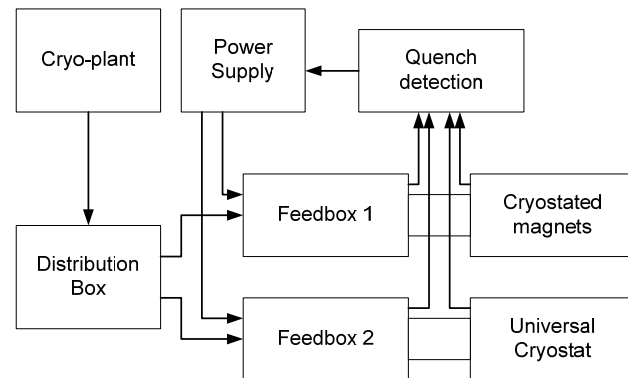 Cryo-plant
Power
Supply
Quench
detection
Feedbox 1
Cryostated
magnets
Distribution
Box
Feedbox 2
Universal
Cryostat